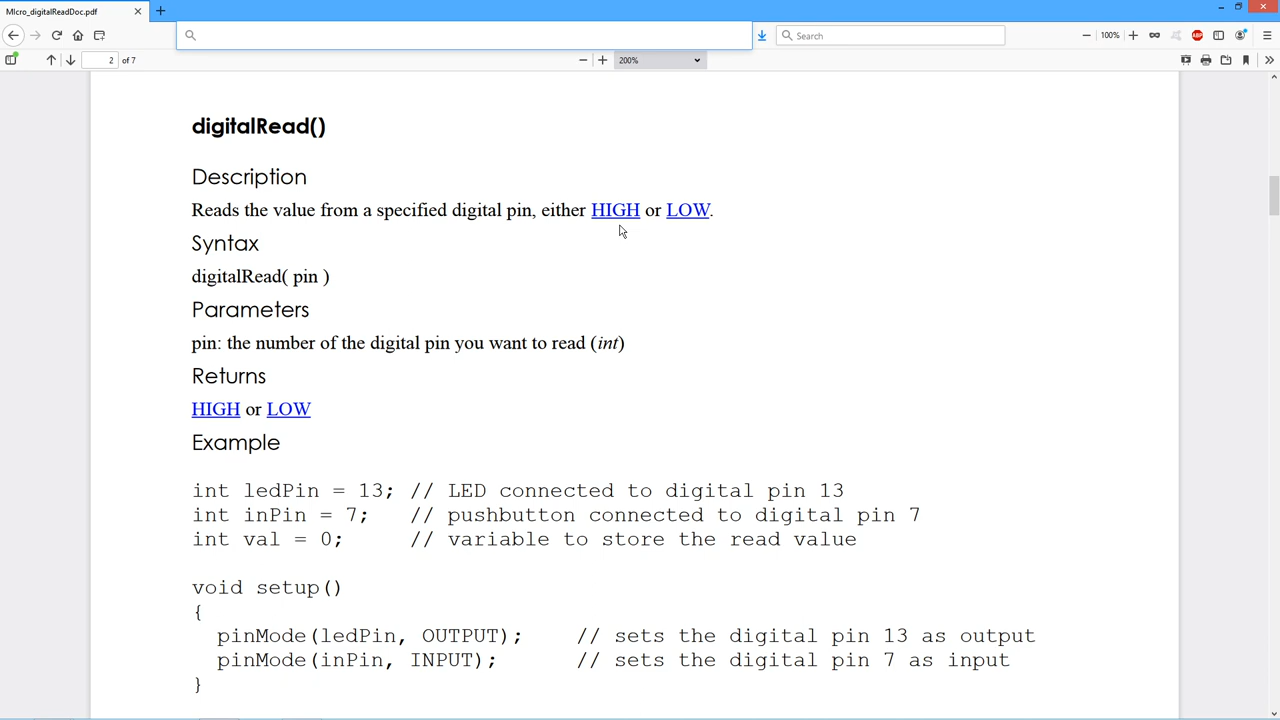 MIcro_digitalReadDoc.pdf
100%
Search
2 of 7
200%
digitalRead()
Description
Reads the value from a specified digital pin, either HIGH or LOW.
Syntax
digitalRead( pin )
Parameters
pin: the number of the digital pin you want to read (int)
Returns
HIGH or LOW
Example
int ledPin = 13; // LED connected to digital pin 13
int inPin = 7;   // pushbutton connected to digital pin 7
int val = 0;     // variable to store the read value
void setup()
{
  pinMode(ledPin, OUTPUT);    // sets the digital pin 13 as output
  pinMode(inPin, INPUT);      // sets the digital pin 7 as input
}